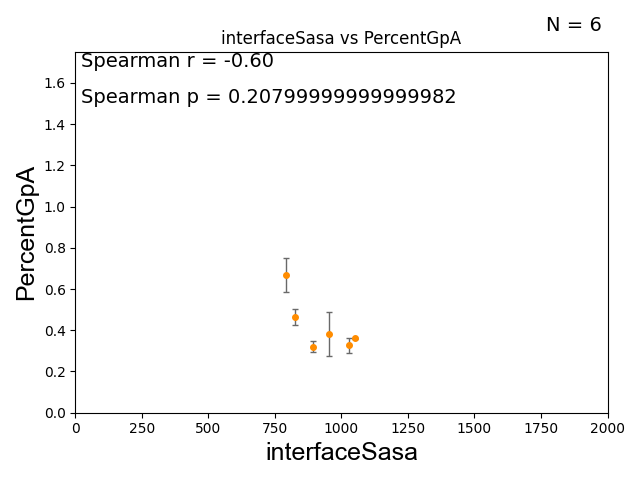 N = 6
interfaceSasa vs PercentGpA
Spearman r = -0.60
Spearman p = 0.20799999999999982
PercentGpA
1.6
1.4
1.2
1.0
0.8
0.6
0.4
0.2
0.0
0 250 500 750 1000 1250 1500 1750 2000
interfaceSasa